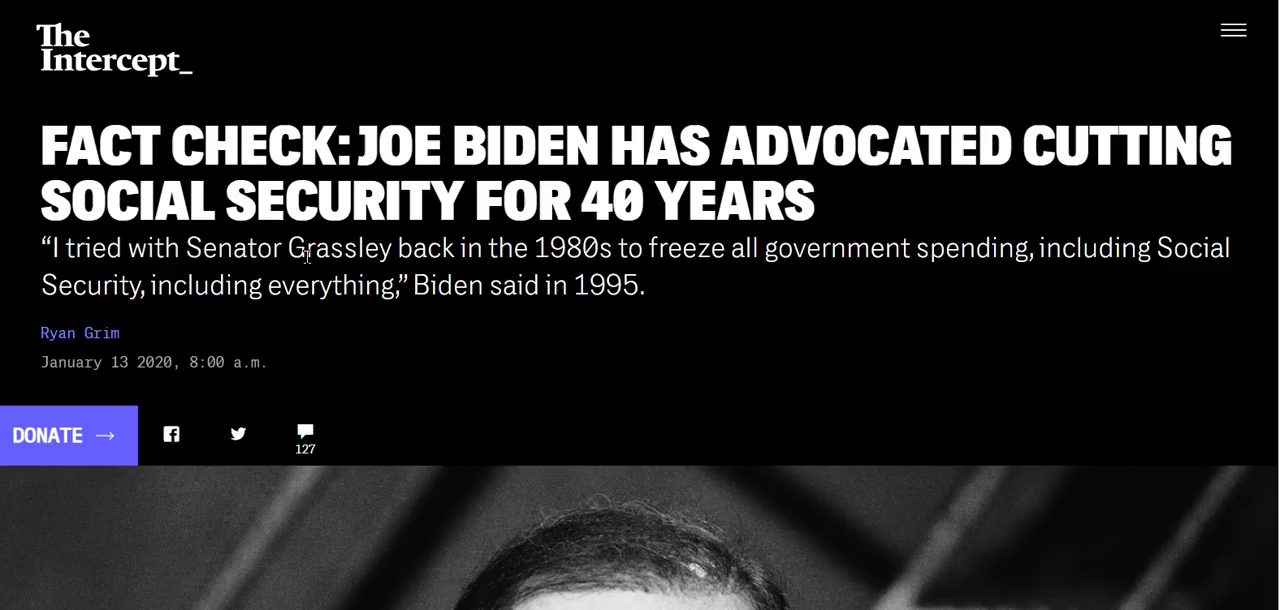 The
Intercept_
FACT CHECK: JOE BIDEN HAS ADVOCATED CUTTING
SOCIAL SECURITY FOR 40 YEARS
“I tried with Senator Grassley back in the 1980s to freeze all government spending, including Social
Security, including everything,” Biden said in 1995.
Ryan Grim
January 13 2020, 8:00 a.m.
DONATE →
127